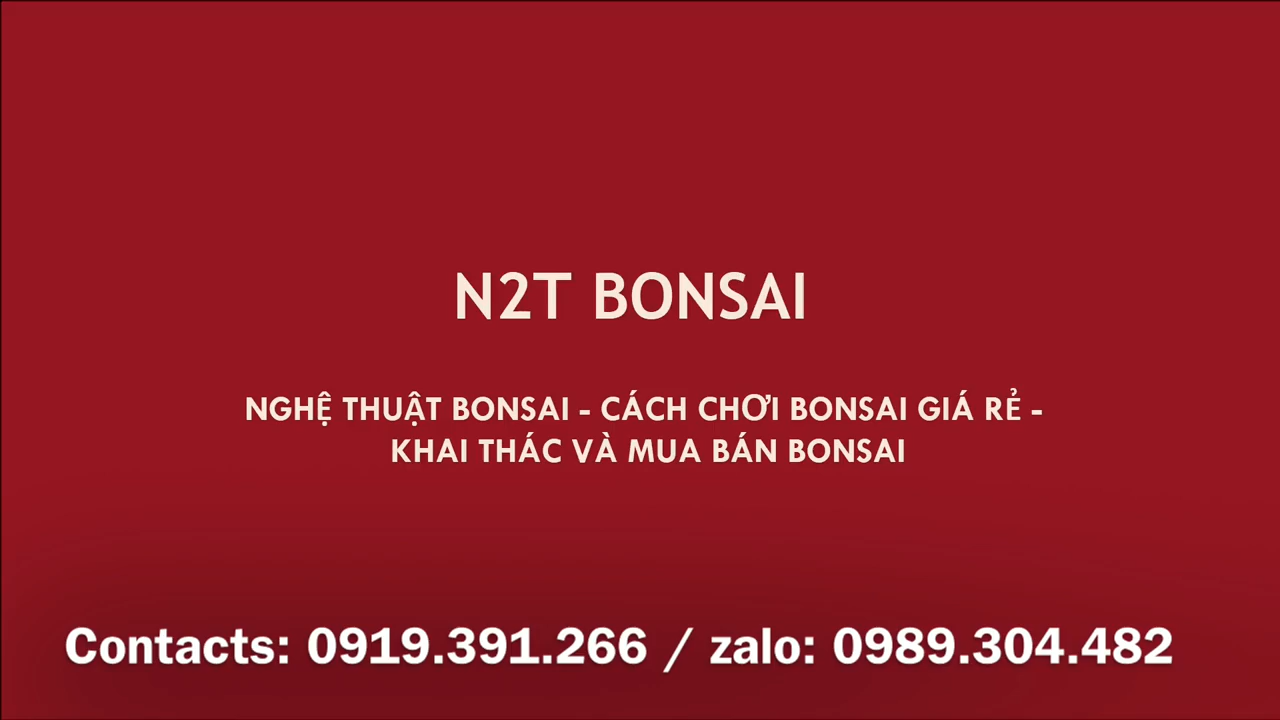 N2T BONSAI
NGHỆ THUẬT BONSAI - CÁCH CHƠI BONSAI GIÁ RẺ -
KHAI THÁC VÀ MUA BÁN BONSAI
Contacts: 0919.391.266 / zalo: 0989.304.482